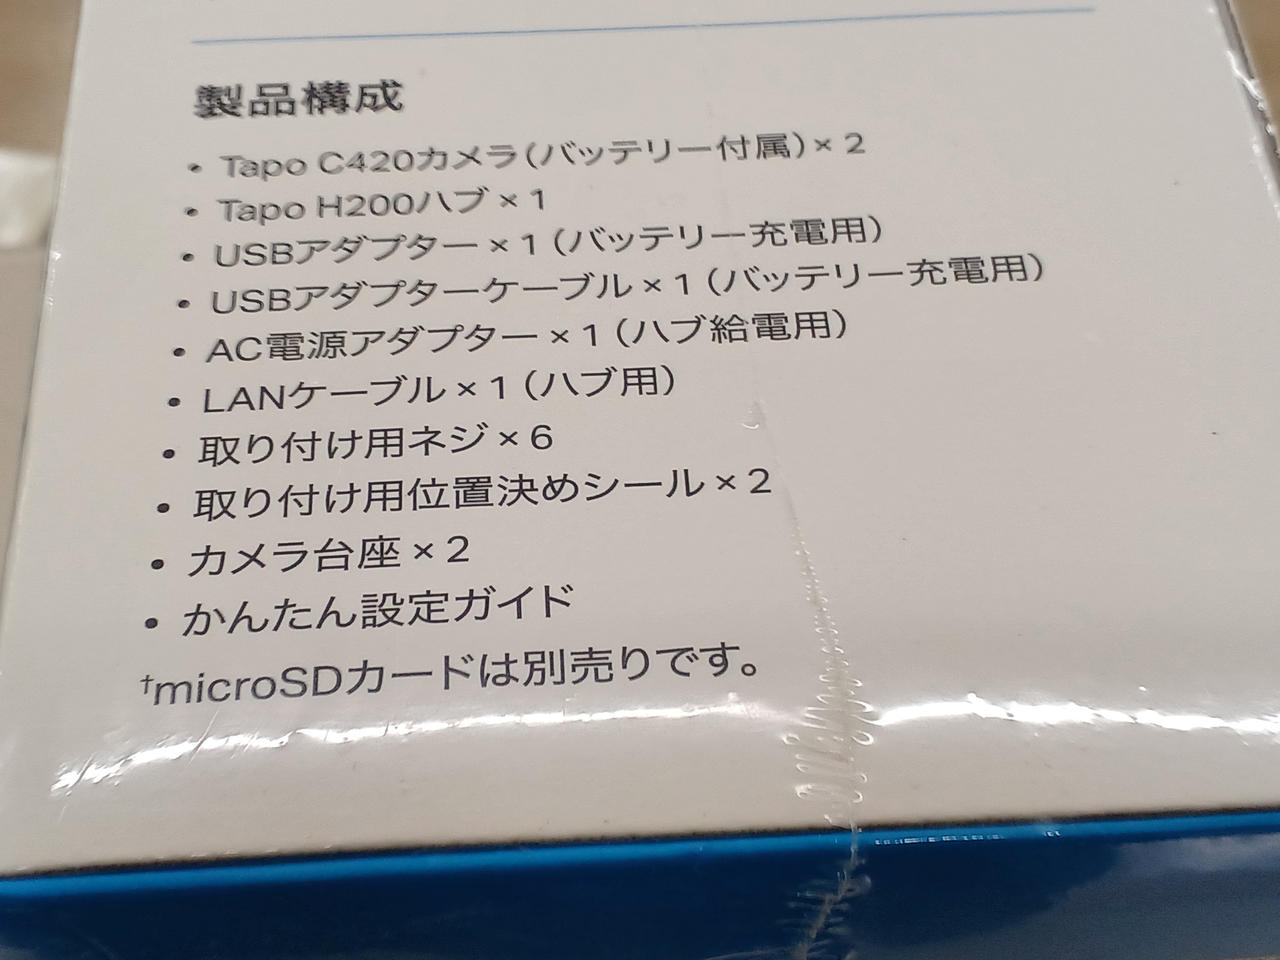 製品構成
• Tapo C420カメラ(バッテリー付属)× 2
• Tapo H200ハブ × 1
• USBアダプター × 1 (バッテリー充電用)
• USBアダプターケーブル × 1 (バッテリー充電用)
• AC電源アダプター × 1 (ハブ給電用)
• LANケーブル × 1 (ハブ用)
• 取り付け用ネジ × 6
• 取り付け用位置決めシール × 2
• カメラ台座 × 2
• かんたん設定ガイド
†microSDカードは別売りです。